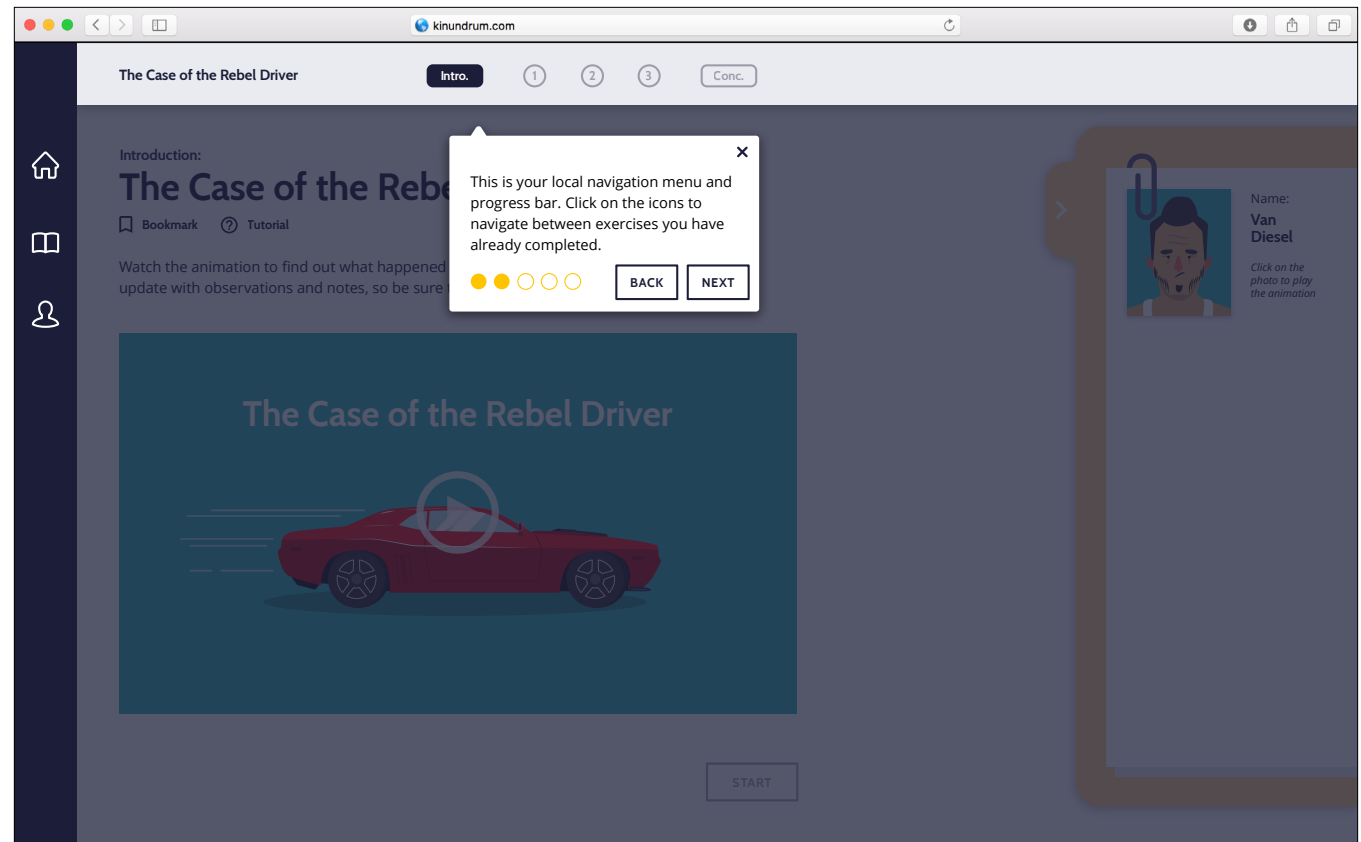 kinundrum.com
The Case of the Rebel Driver
Intro.
1
2
3
Conc.
Introduction:
The Case of the Rebe
Bookmark
Tutorial
Watch the animation to find out what happened
update with observations and notes, so be sure
This is your local navigation menu and
progress bar. Click on the icons to
navigate between exercises you have
already completed.
BACK
NEXT
The Case of the Rebel Driver
START
Name:
Van
Diesel
Click on the
photo to play
the animation